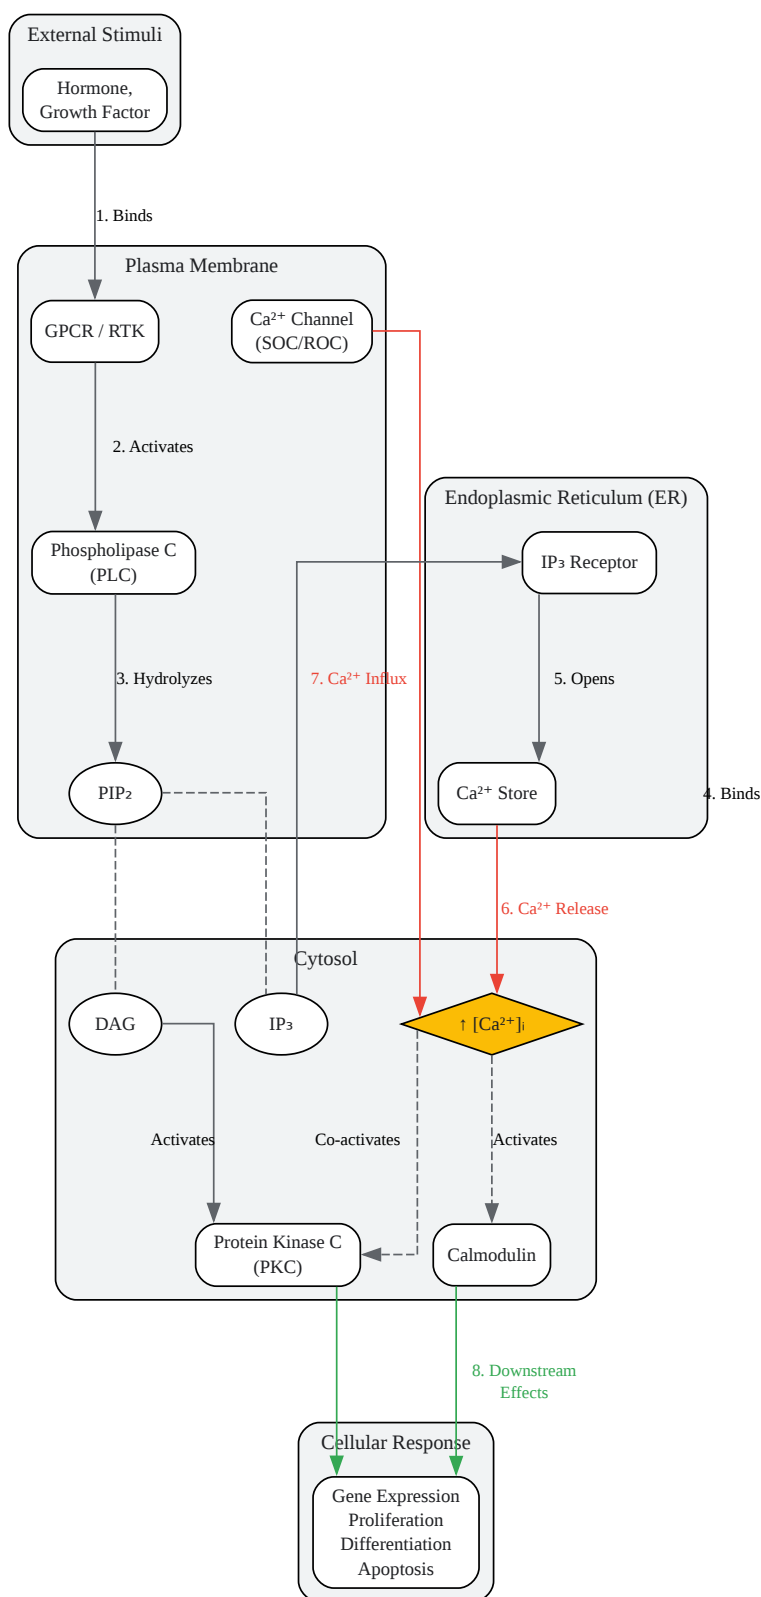 External Stimuli
Hormone,
Growth Factor
1. Binds
Plasma Membrane
GPCR / RTK
Ca²⁺ Channel
(SOC/ROC)
2. Activates
Endoplasmic Reticulum (ER)
Phospholipase C
(PLC)
IP₃ Receptor
3. Hydrolyzes
7. Ca²⁺ Influx
5. Opens
PIP₂
Ca²⁺ Store
4. Binds
6. Ca²⁺ Release
Cytosol
DAG
IP₃
↑ [Ca²⁺]ᵢ
Activates
Co-activates
Activates
Protein Kinase C
(PKC)
Calmodulin
8. Downstream
Effects
Cellular Response
Gene Expression
Proliferation
Differentiation
Apoptosis